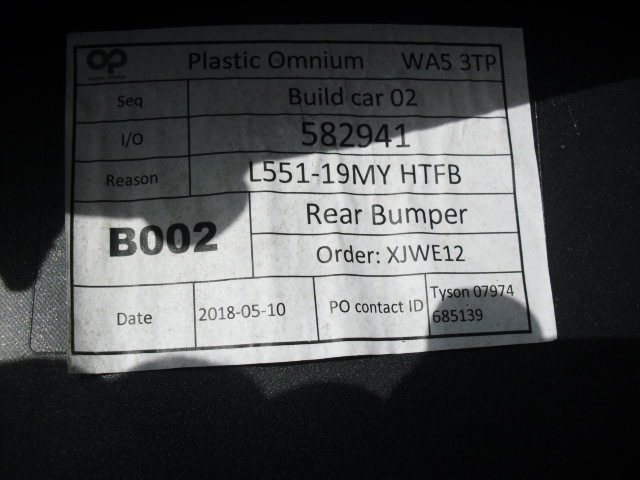 OP Plastic Omnium WA5 3TP
Seq Build car 02
I/O 582941
Reason L551-19MY HTFB
B002 Rear Bumper
Order: XJWE12
Date 2018-05-10 PO contact ID Tyson 07974
685139